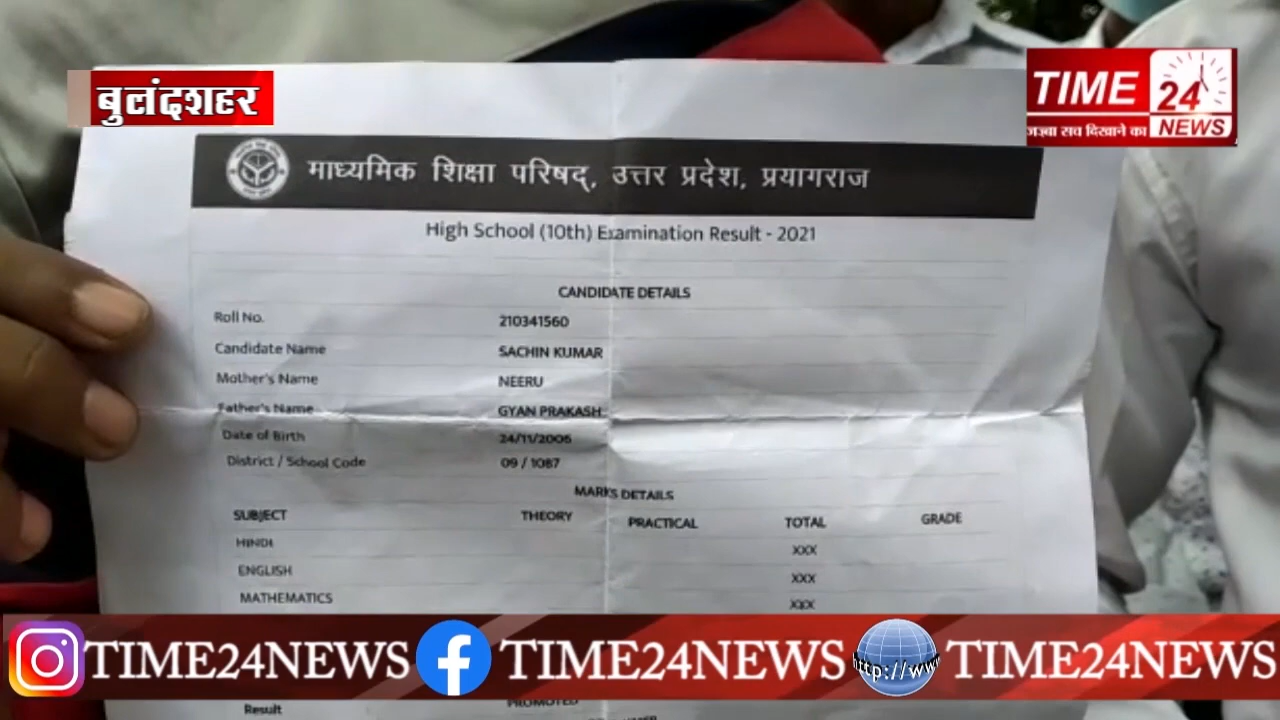 बुलंदशहर
TIME 24 NEWS
जज़्बा सच दिखाने का
माध्यमिक शिक्षा परिषद्, उत्तर प्रदेश, प्रयागराज
High School (10th) Examination Result - 2021
CANDIDATE DETAILS
Roll No. 210341560
Candidate Name SACHIN KUMAR
Mother's Name NEERU
Father's Name GYAN PRAKASH
Date of Birth 24/11/2006
District / School Code 09 / 1087
MARKS DETAILS
SUBJECT THEORY PRACTICAL TOTAL GRADE
HINDI XXX
ENGLISH XXX
MATHEMATICS XXX
TIME24NEWS TIME24NEWS http://ww TIME24NEWS
Result PROMOTED